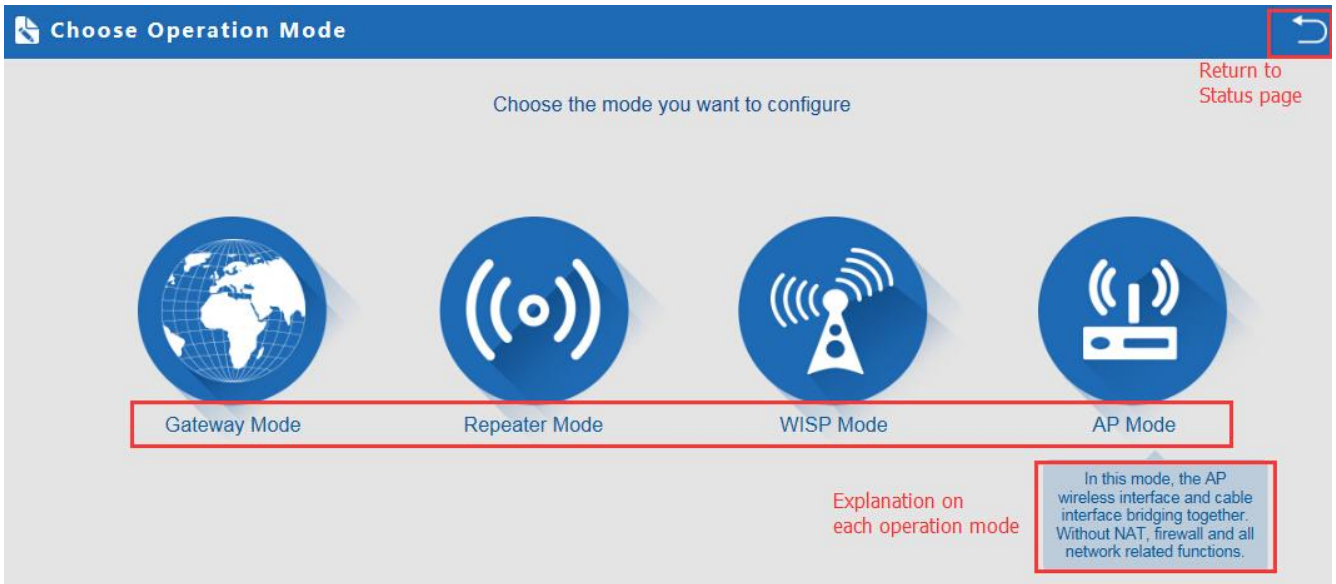 Choose Operation Mode
Return to
Status page
Choose the mode you want to configure
Gateway Mode
Repeater Mode
WISP Mode
AP Mode
Explanation on
each operation mode
In this mode, the AP
wireless interface and cable
interface bridging together.
Without NAT, firewall and all
network related functions.